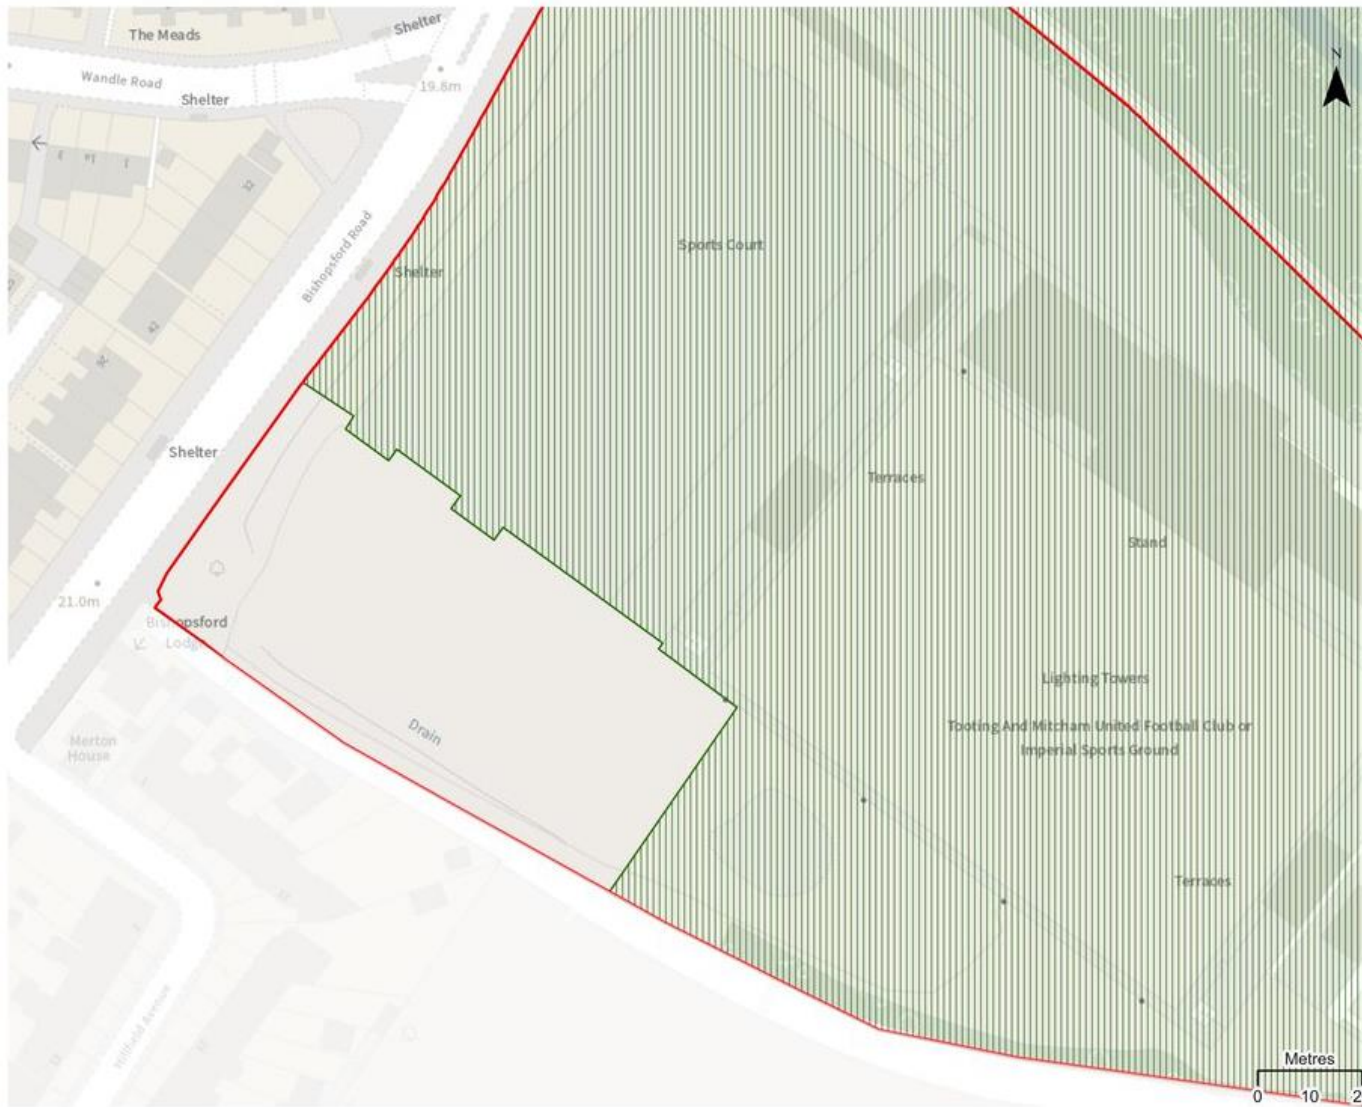 The Meads
Shelter
Wandle Road
Shelter
19.8m
N
32
Bishopsford Road
Sports Court
Shelter
42
Shelter
Terraces
Stand
21.0m
Bishopsford
Lodge
Lighting Towers
Drain
Tooting And Mitcham United Football Club or
Imperial Sports Ground
Merton
House
Terraces
Hillfield Avenue
Metres
0 10 2